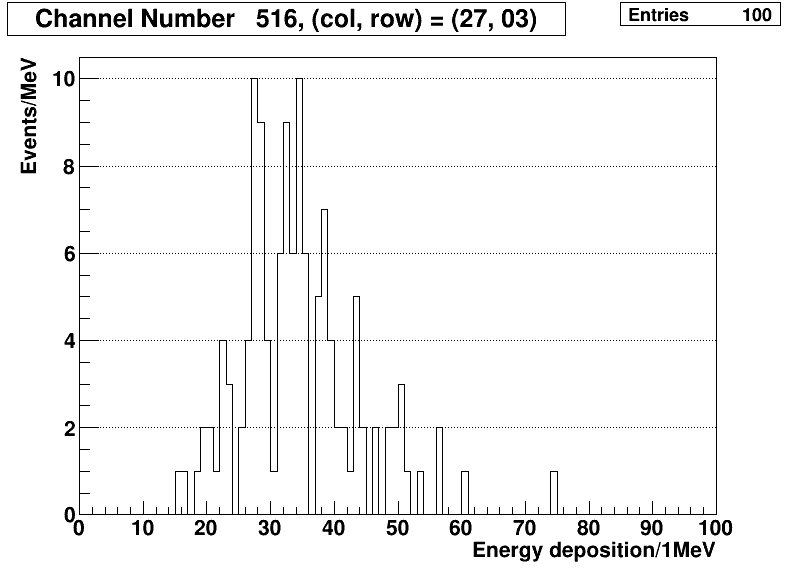 Channel Number 516, (col, row) = (27, 03)
Entries 100
Events/MeV
10
8
6
4
2
0
0 10 20 30 40 50 60 70 80 90 100
Energy deposition/1MeV